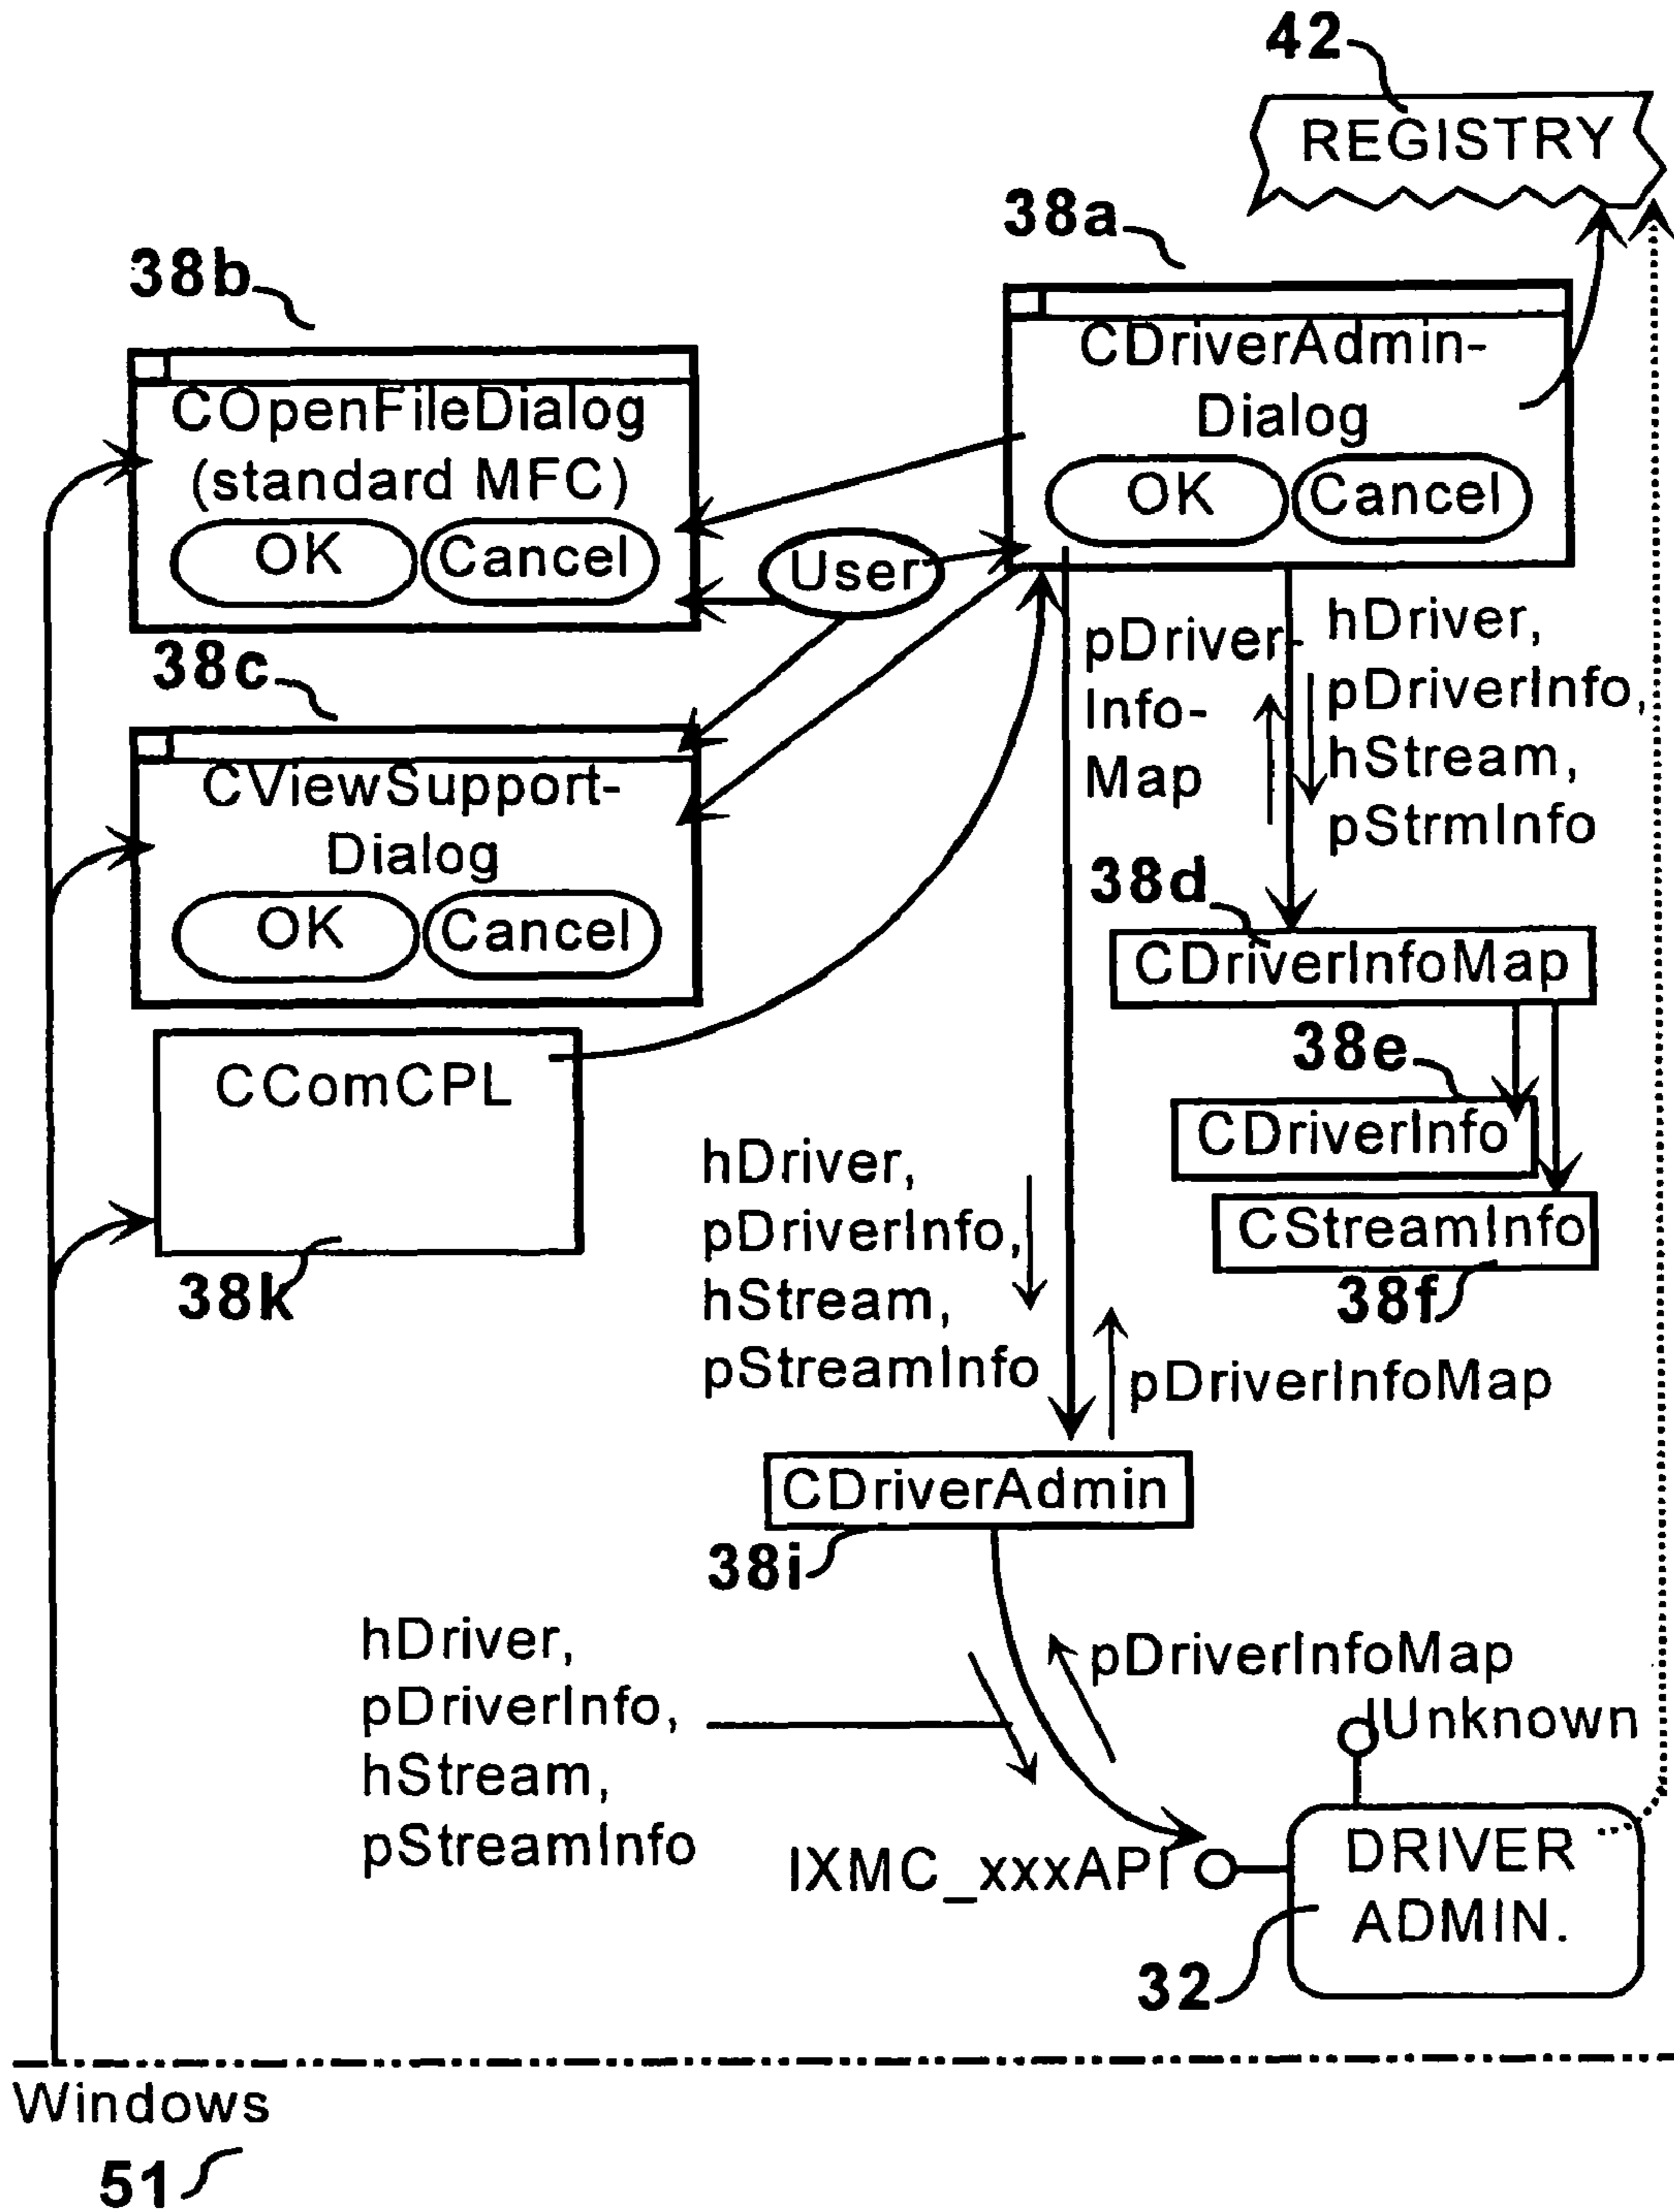 42
REGISTRY
38a
CDriverAdmin-
Dialog
OK
Cancel
38b
COpenFileDialog
(standard MFC)
OK
Cancel
User
38c
CViewSupport-
Dialog
OK
Cancel
pDriver-
Info-
Map
hDriver,
pDriverInfo,
hStream,
pStrmInfo
38d
CDriverInfoMap
38e
CDriverInfo
CStreamInfo
38f
CComCPL
38k
hDriver,
pDriverInfo,
hStream,
pStreamInfo
pDriverInfoMap
CDriverAdmin
38i
hDriver,
pDriverInfo,
hStream,
pStreamInfo
pDriverInfoMap
IUnknown
IXMC_xxxAPI
DRIVER
ADMIN.
32
Windows
51